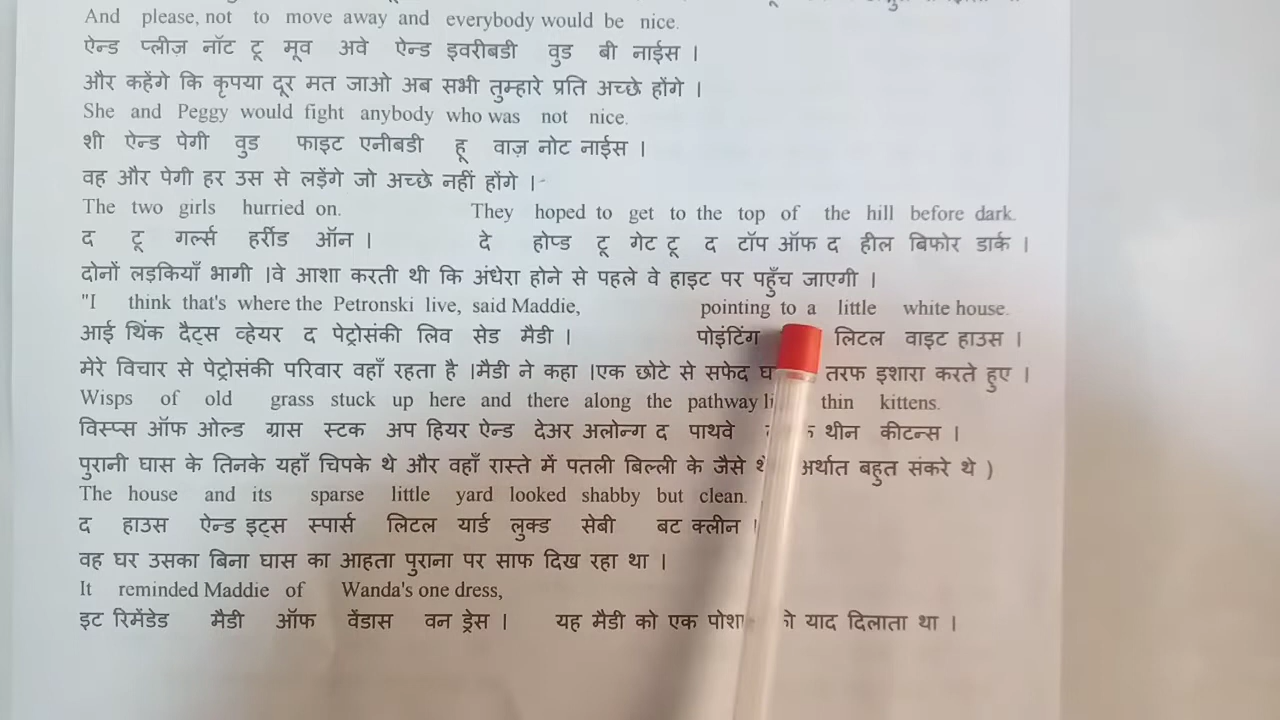 And please, not to move away and everybody would be nice.
ऐन्ड प्लीज़ नॉट टू मूव अवे ऐन्ड इवरीबडी वुड बी नाईस ।
और कहेंगे कि कृपया दूर मत जाओ अब सभी तुम्हारे प्रति अच्छे होंगे ।
She and Peggy would fight anybody who was not nice.
शी ऐन्ड पेगी वुड फाइट एनीबडी हू वाज़ नोट नाईस ।
वह और पेगी हर उस से लड़ेंगे जो अच्छे नहीं होंगे ।
The two girls hurried on. They hoped to get to the top of the hill before dark.
द टू गर्ल्स हर्रीड ऑन । दे होप्ड टू गेट टू द टॉप ऑफ द हील बिफोर डार्क ।
दोनों लड़कियाँ भागी ।वे आशा करती थी कि अंधेरा होने से पहले वे हाइट पर पहुँच जाएगी ।
"I think that's where the Petronski live, said Maddie, pointing to a little white house.
आई थिंक दैट्स व्हेयर द पेट्रोसंकी लिव सेड मैडी । पोइंटिंग लिटल वाइट हाउस ।
मेरे विचार से पेट्रोसंकी परिवार वहाँ रहता है ।मैडी ने कहा ।एक छोटे से सफेद तरफ इशारा करते हुए ।
Wisps of old grass stuck up here and there along the pathway thin kittens.
विस्प्स ऑफ ओल्ड ग्रास स्टक अप हियर ऐन्ड देअर अलोन्ग द पाथवे थीन कीटन्स ।
पुरानी घास के तिनके यहाँ चिपके थे और वहाँ रास्ते में पतली बिल्ली के जैसे अर्थात बहुत संकरे थे )
The house and its sparse little yard looked shabby but clean.
द हाउस ऐन्ड इट्स स्पार्स लिटल यार्ड लुक्ड सेबी बट क्लीन ।
वह घर उसका बिना घास का आहता पुराना पर साफ दिख रहा था ।
It reminded Maddie of Wanda's one dress,
इट रिमेंडेड मैडी ऑफ वेंडास वन ड्रेस । यह मैडी को एक याद दिलाता था ।